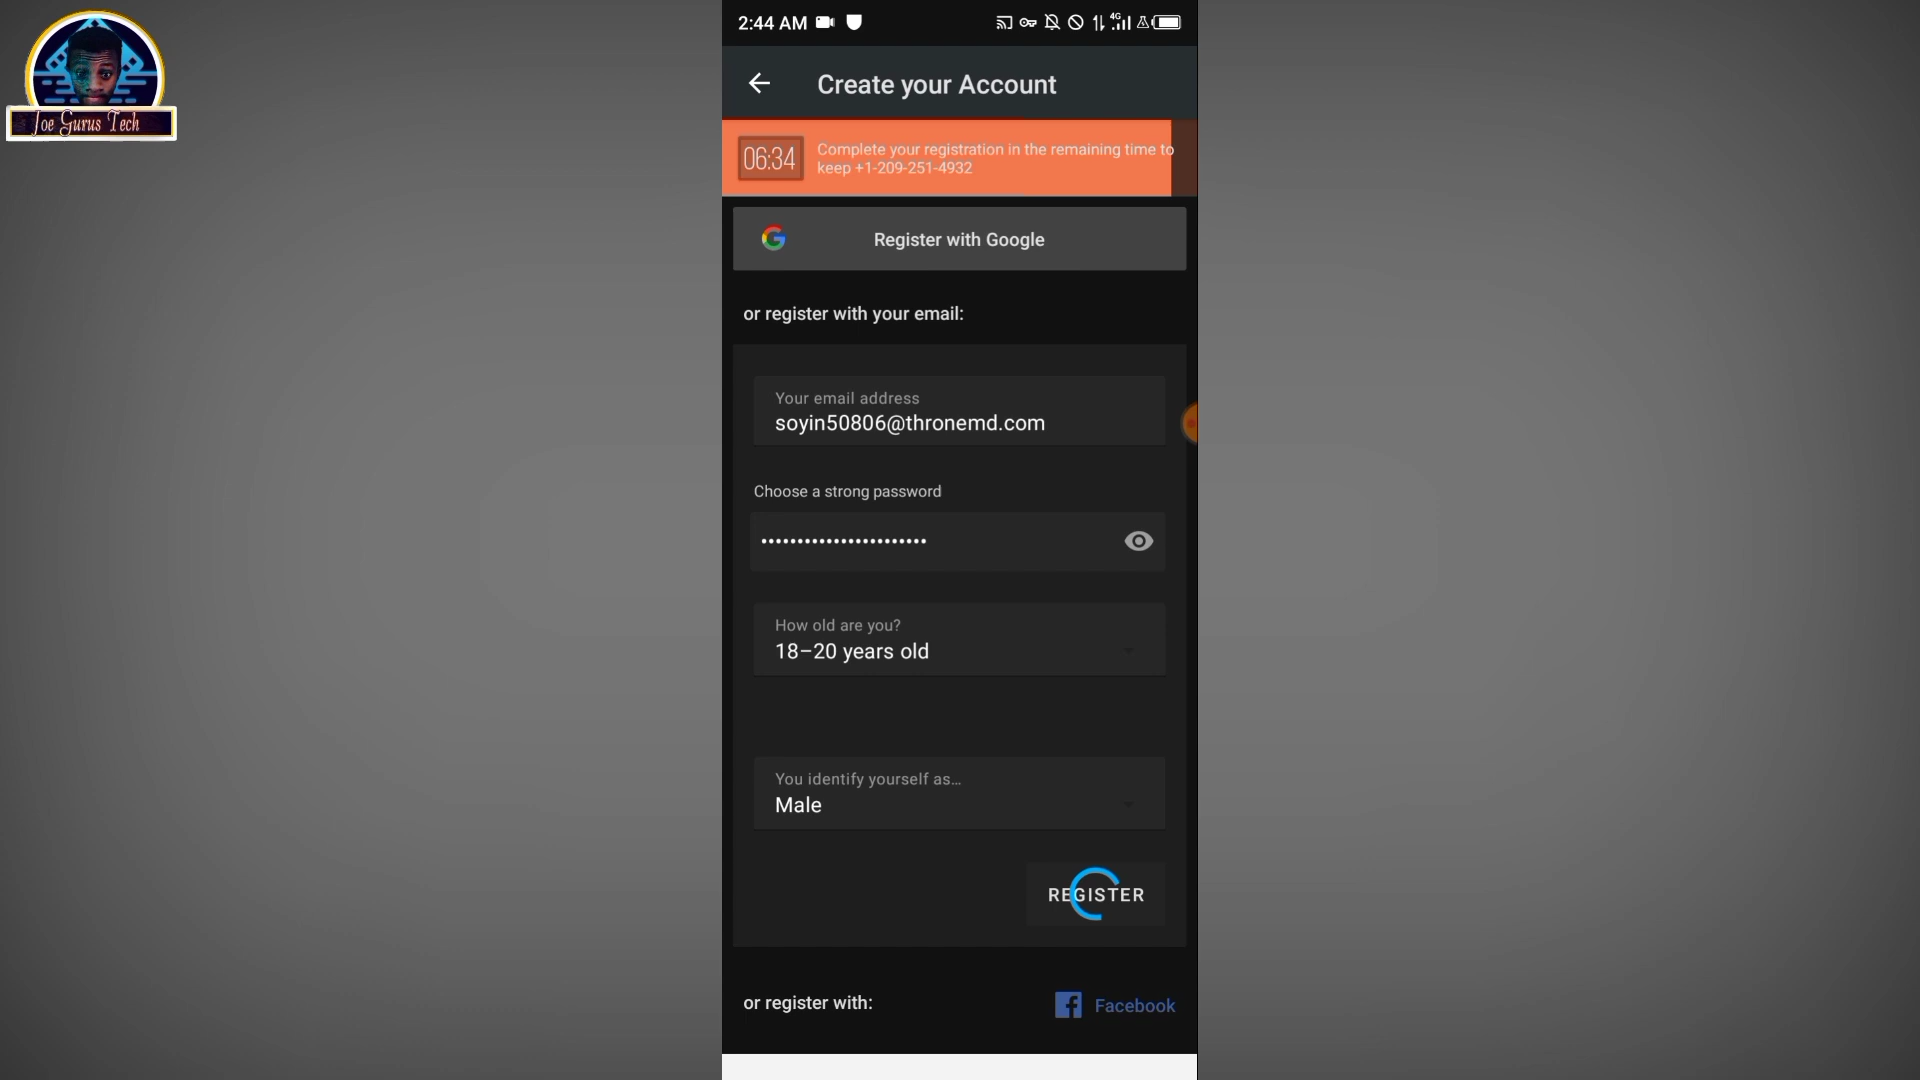 Joe Gurus Tech
2:44 AM
4G
Create your Account
06:34
Complete your registration in the remaining time to
keep +1-209-251-4932
Register with Google
or register with your email:
Your email address
soyin50806@thronemd.com
Choose a strong password
How old are you?
18–20 years old
You identify yourself as...
Male
REGISTER
or register with:
Facebook